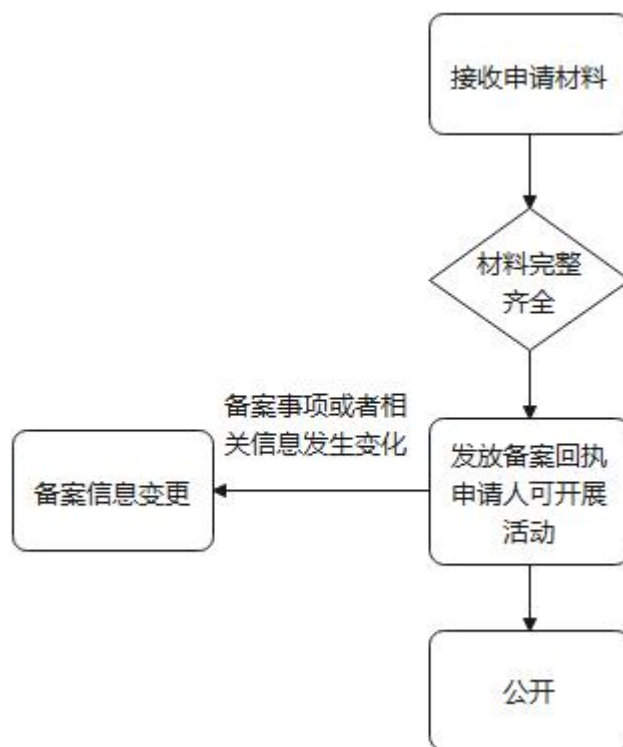 接收申请材料
材料完整
齐全
备案事项或者相
关信息发生变化
备案信息变更
发放备案回执
申请人可开展
活动
公开